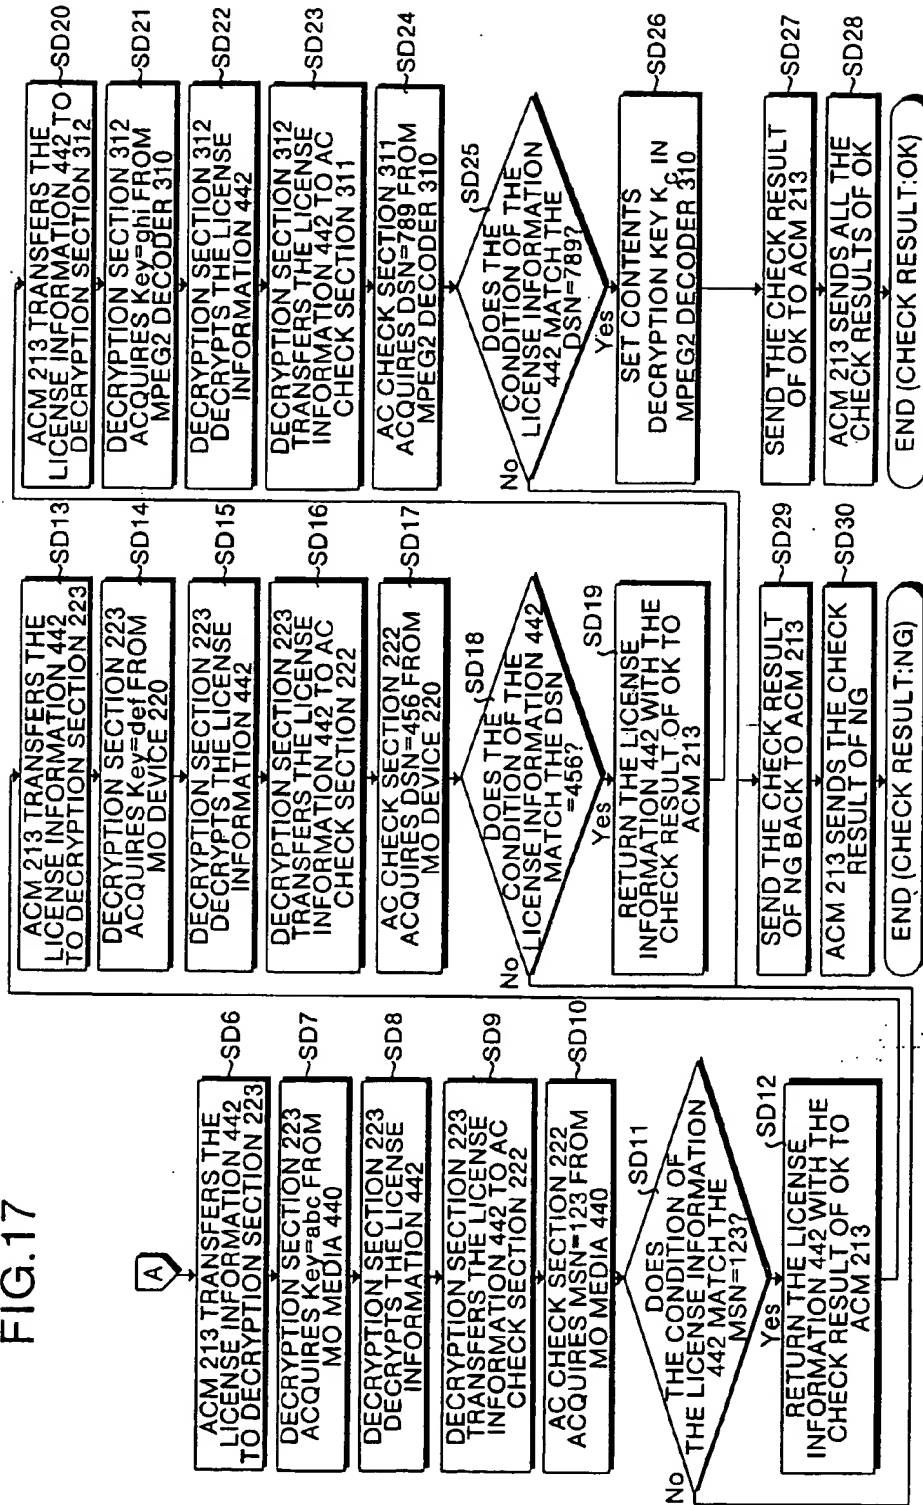 FIG.17
A
ACM 213 TRANSFERS THE
LICENSE INFORMATION 442
TO DECRYPTION SECTION 223
SD6
DECRYPTION SECTION 223
ACQUIRES Key=abc FROM
MO MEDIA 440
SD7
DECRYPTION SECTION 223
DECRYPTS THE LICENSE
INFORMATION 442
SD8
DECRYPTION SECTION 223
TRANSFERS THE LICENSE
INFORMATION 442 TO AC
CHECK SECTION 222
SD9
AC CHECK SECTION 222
ACQUIRES MSN=123 FROM
MO MEDIA 440
SD10
DOES
THE CONDITION OF
THE LICENSE INFORMATION
442 MATCH THE
MSN=123?
SD11
No
Yes
RETURN THE LICENSE
INFORMATION 442 WITH THE
CHECK RESULT OF OK TO
ACM 213
SD12
ACM 213 TRANSFERS THE
LICENSE INFORMATION 442
TO DECRYPTION SECTION 223
SD13
DECRYPTION SECTION 223
ACQUIRES Key=def FROM
MO DEVICE 220
SD14
DECRYPTION SECTION 223
DECRYPTS THE LICENSE
INFORMATION 442
SD15
DECRYPTION SECTION 223
TRANSFERS THE LICENSE
INFORMATION 442 TO AC
CHECK SECTION 222
SD16
AC CHECK SECTION 222
ACQUIRES DSN=456 FROM
MO DEVICE 220
SD17
DOES THE
CONDITION OF THE
LICENSE INFORMATION 442
MATCH THE DSN
=456?
SD18
No
Yes
RETURN THE LICENSE
INFORMATION 442 WITH THE
CHECK RESULT OF OK TO
ACM 213
SD19
SEND THE CHECK RESULT
OF NG BACK TO ACM 213
SD29
ACM 213 SENDS THE CHECK
RESULT OF NG
SD30
END (CHECK RESULT:NG)
ACM 213 TRANSFERS THE
LICENSE INFORMATION 442 TO
DECRYPTION SECTION 312
SD20
DECRYPTION SECTION 312
ACQUIRES Key=ghi FROM
MPEG2 DECODER 310
SD21
DECRYPTION SECTION 312
DECRYPTS THE LICENSE
INFORMATION 442
SD22
DECRYPTION SECTION 312
TRANSFERS THE LICENSE
INFORMATION 442 TO AC
CHECK SECTION 311
SD23
AC CHECK SECTION 311
ACQUIRES DSN=789 FROM
MPEG2 DECODER 310
SD24
DOES THE
CONDITION OF THE
LICENSE INFORMATION
442 MATCH THE
DSN=789?
SD25
No
Yes
SET CONTENTS
DECRYPTION KEY Kc IN
MPEG2 DECODER 310
SD26
SEND THE CHECK RESULT
OF OK TO ACM 213
SD27
ACM 213 SENDS ALL THE
CHECK RESULTS OF OK
SD28
END (CHECK RESULT:OK)